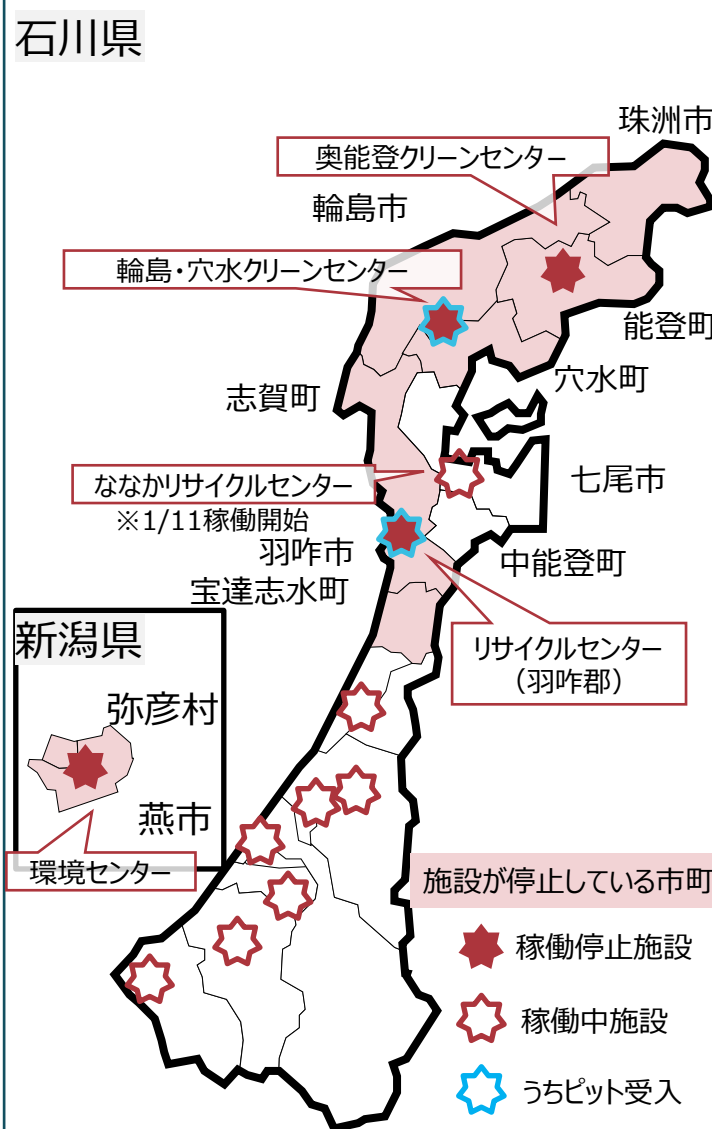 石川県
珠洲市
奥能登クリーンセンター
輪島市
輪島・穴水クリーンセンター
能登町
穴水町
志賀町
ななかリサイクルセンター
※1/11稼働開始
七尾市
羽咋市
中能登町
宝達志水町
リサイクルセンター
（羽咋郡）
新潟県
弥彦村
燕市
環境センター
施設が停止している市町
稼働停止施設
稼働中施設
うちピット受入